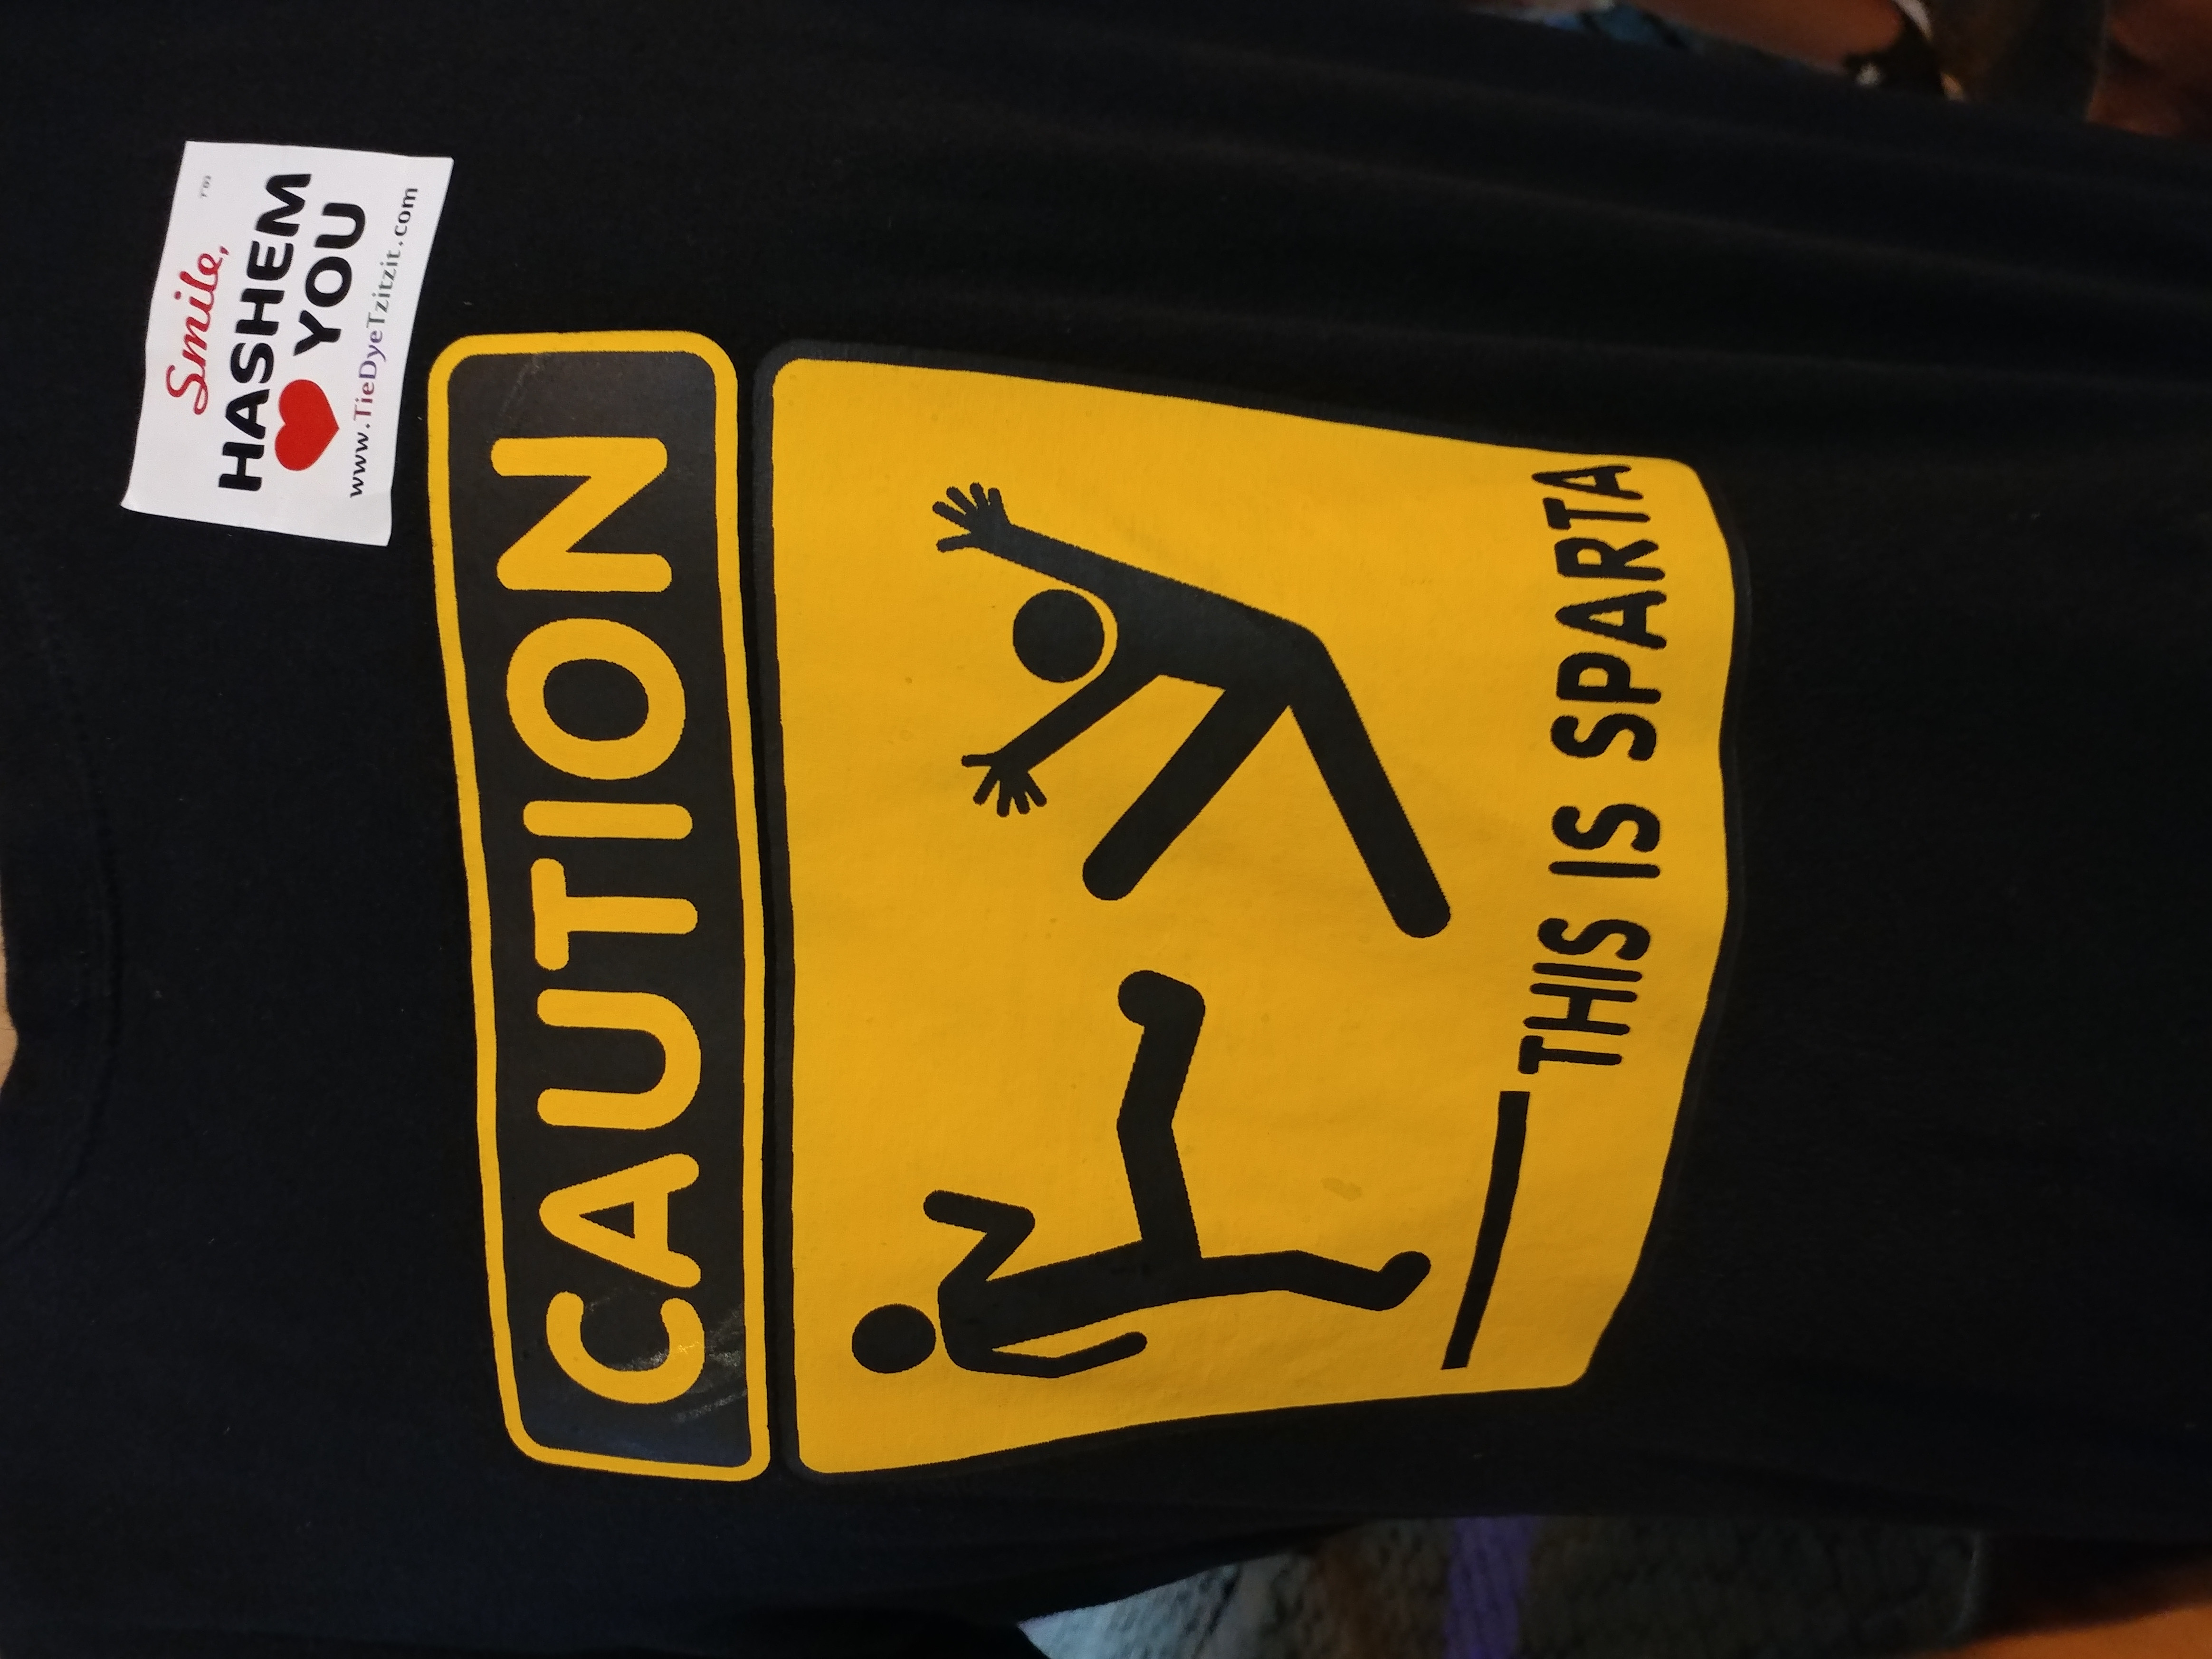 Smile,
HASHEM
YOU
www.TieDyeTzitzit.com
CAUTION
THIS IS SPARTA